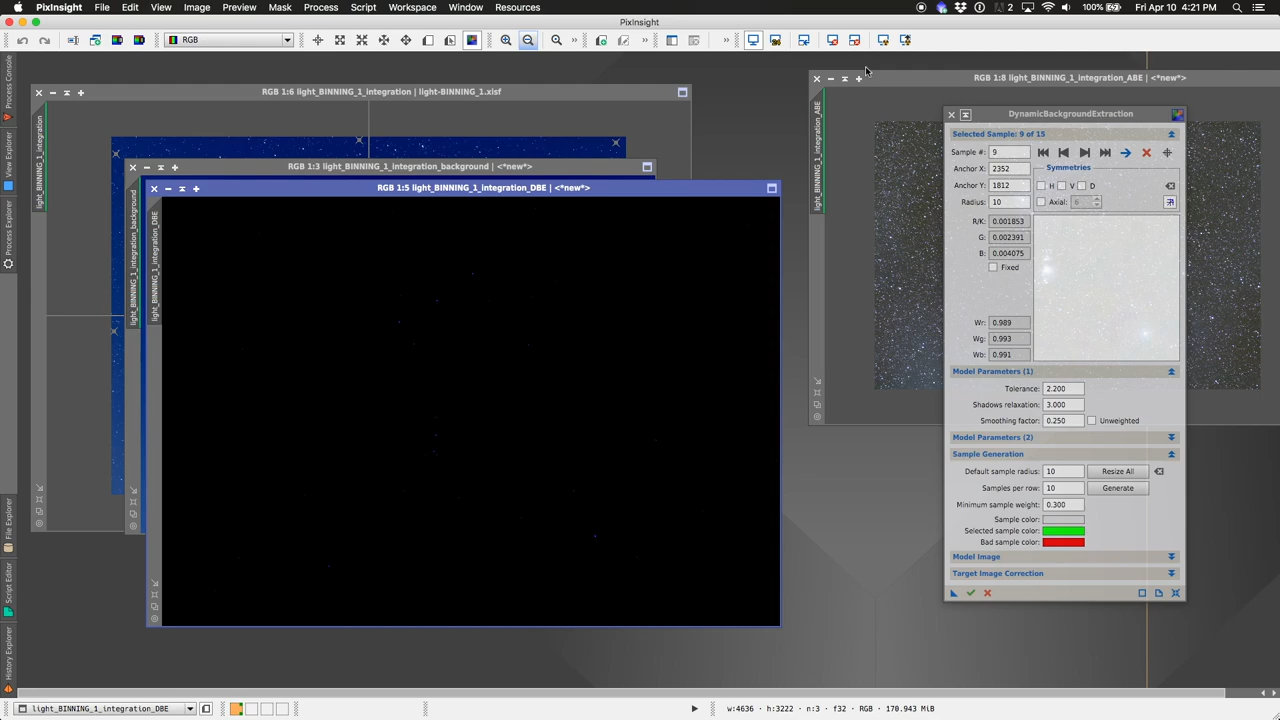 PixInsight File Edit View Image Preview Mask Process Script Workspace Window Resources
2 100% Fri Apr 10 4:21 PM
PixInsight
RGB
Process Console
View Explorer
Process Explorer
File Explorer
Script Editor
History Explorer
RGB 1:6 light_BINNING_1_integration | light-BINNING_1.xisf
light_BINNING_1_integration
RGB 1:3 light_BINNING_1_integration_background | <*new*>
light_BINNING_1_integration_background
RGB 1:5 light_BINNING_1_integration_DBE | <*new*>
light_BINNING_1_integration_DBE
RGB 1:8 light_BINNING_1_integration_ABE | <*new*>
light_BINNING_1_integration_ABE
DynamicBackgroundExtraction
Selected Sample: 9 of 15
Sample #: 9
Anchor X: 2352
Symmetries
Anchor Y: 1812
H V D
Radius: 10
Axial: 6
R/K: 0.001853
G: 0.002391
B: 0.004075
Fixed
Wr: 0.989
Wg: 0.993
Wb: 0.991
Model Parameters (1)
Tolerance: 2.200
Shadows relaxation: 3.000
Smoothing factor: 0.250 Unweighted
Model Parameters (2)
Sample Generation
Default sample radius: 10 Resize All
Samples per row: 10 Generate
Minimum sample weight: 0.300
Sample color:
Selected sample color:
Bad sample color:
Model Image
Target Image Correction
light_BINNING_1_integration_DBE
w:4636 · h:3222 · n:3 · f32 · RGB · 170.943 MiB